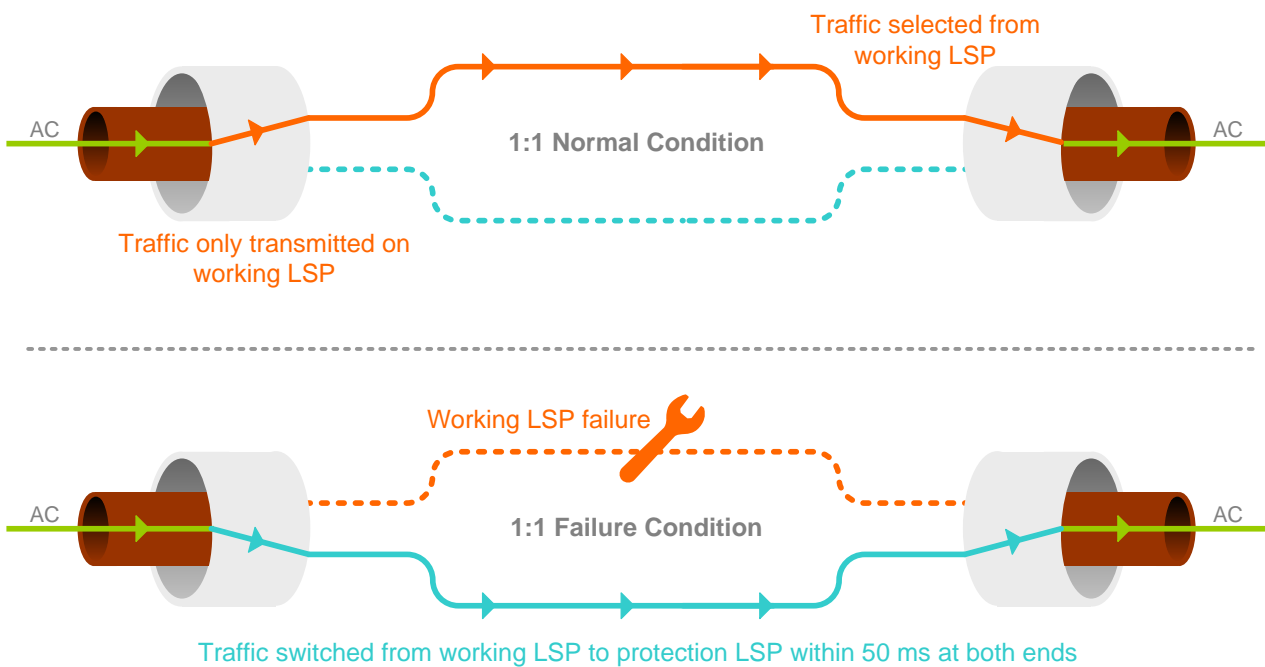 Traffic selected from
working LSP
AC
AC
1:1 Normal Condition
Traffic only transmitted on
working LSP
Working LSP failure
AC
AC
1:1 Failure Condition
Traffic switched from working LSP to protection LSP within 50 ms at both ends